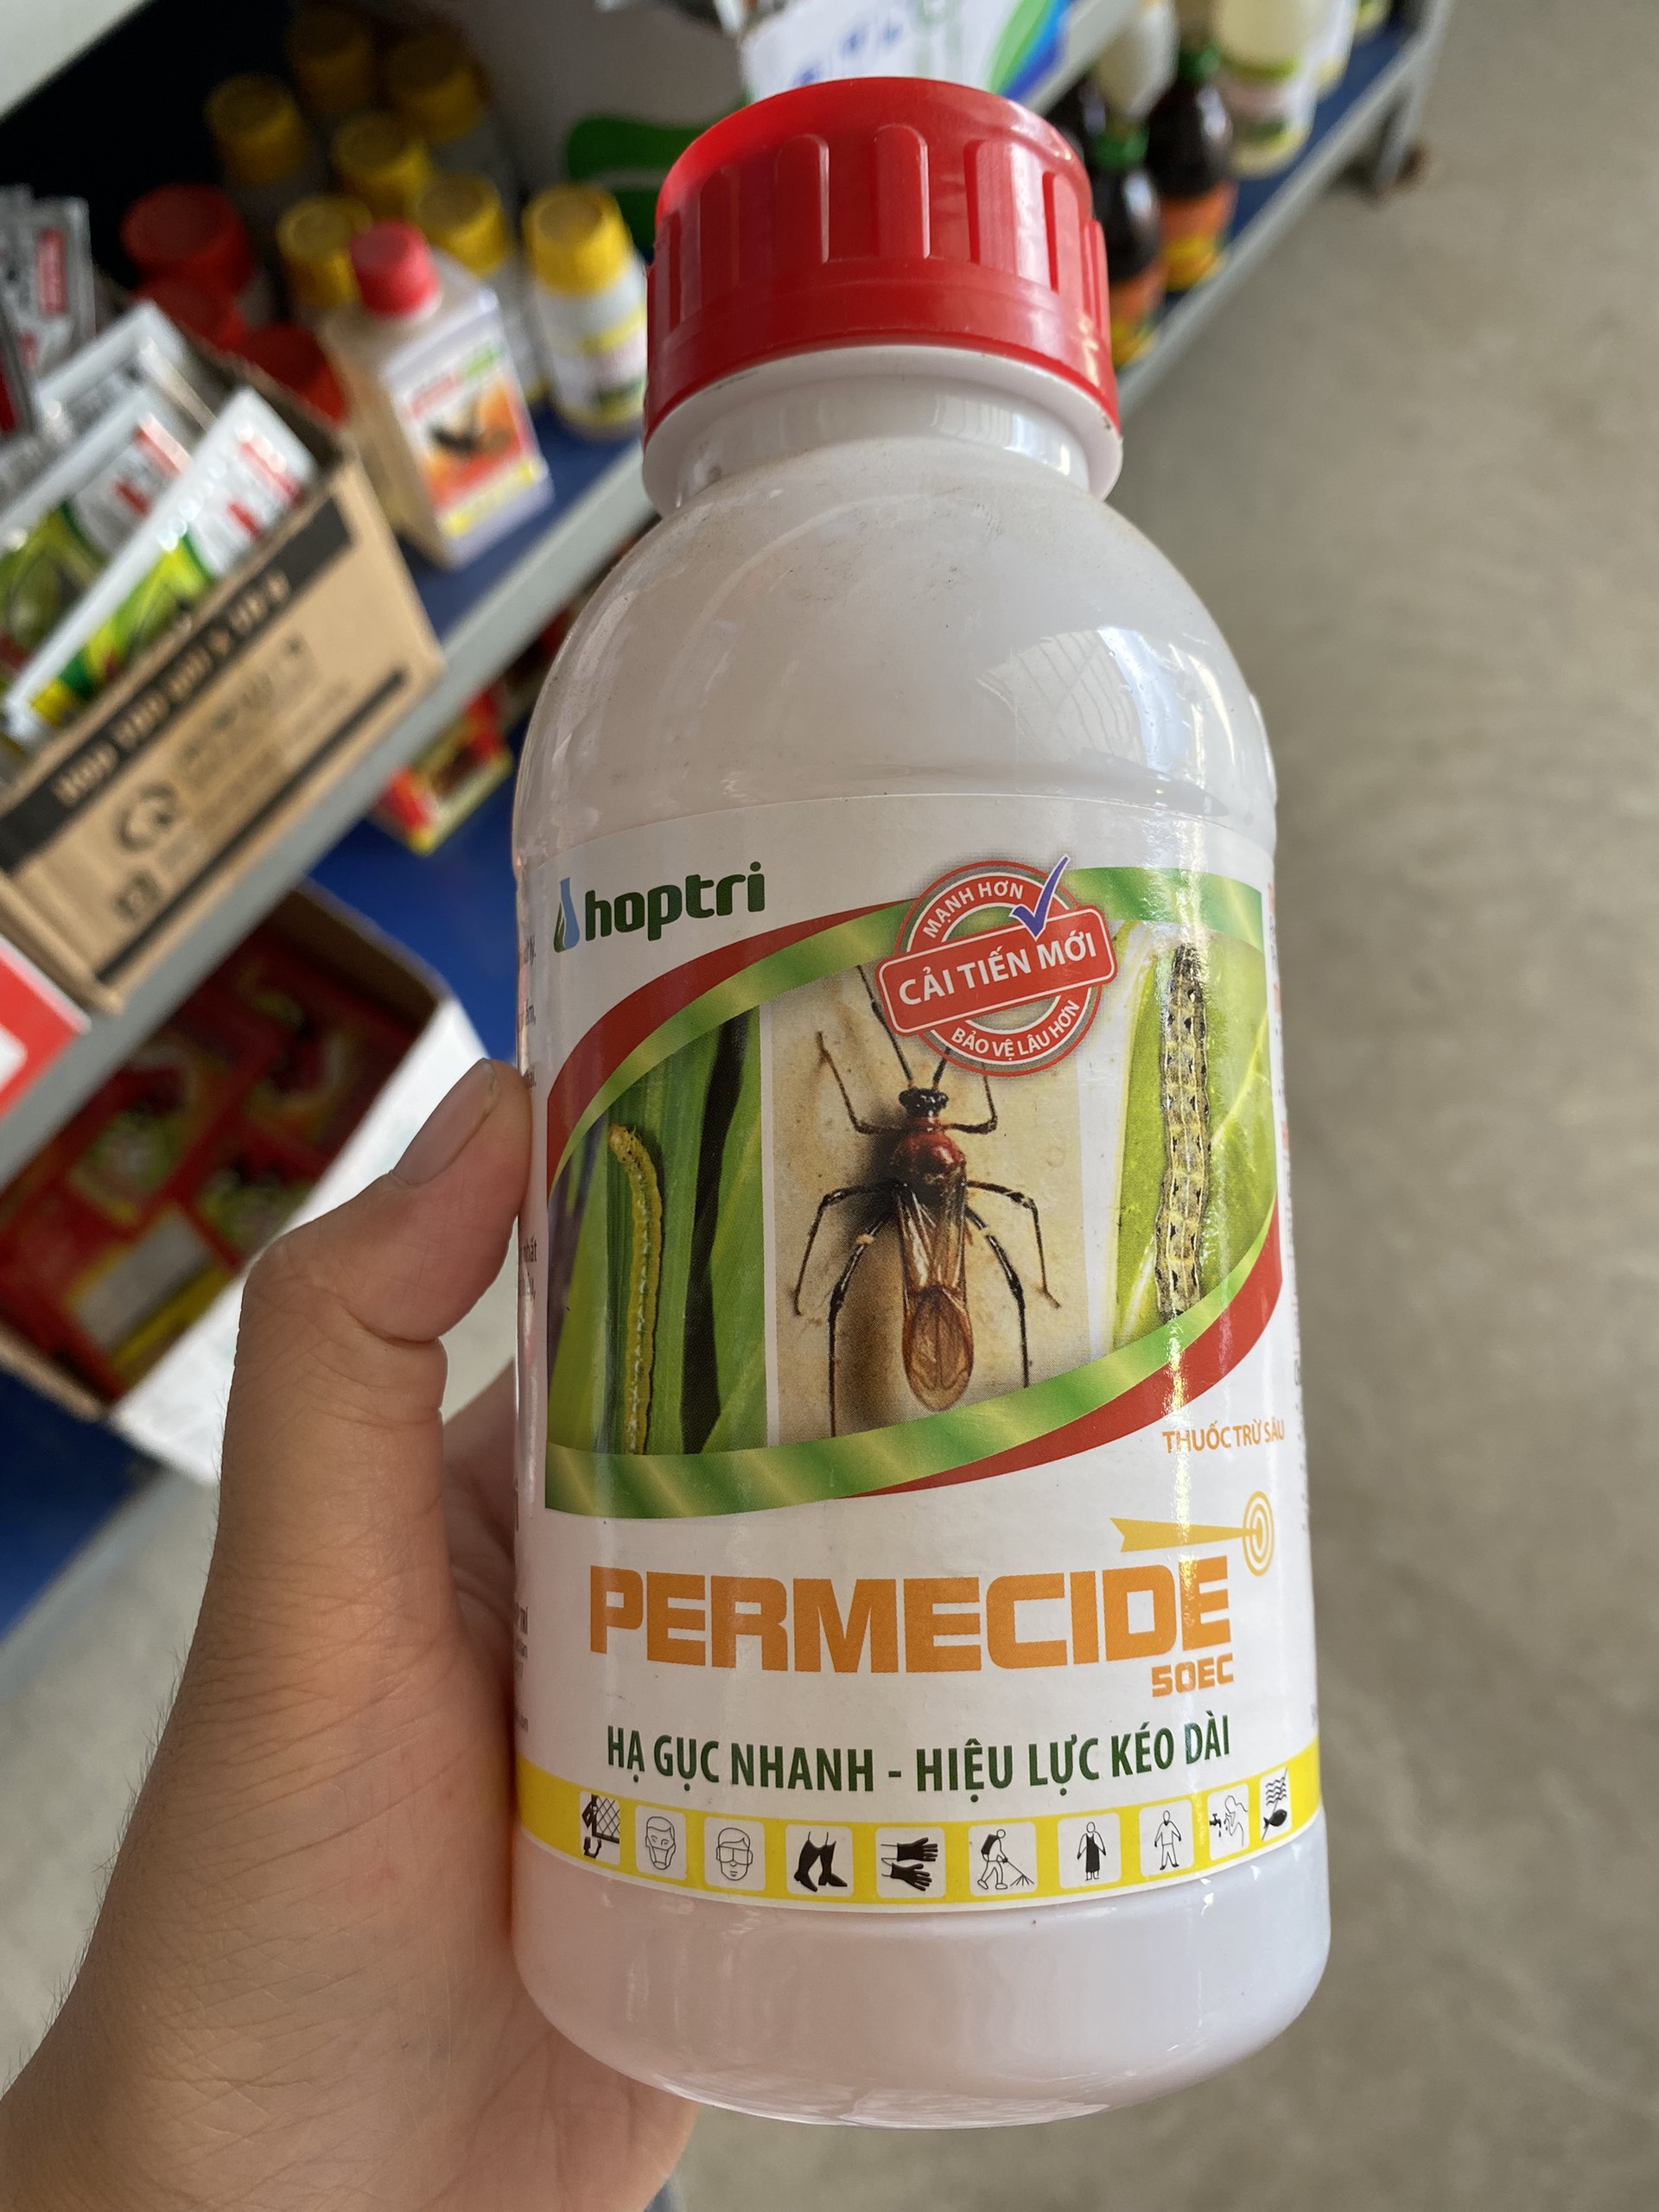 hoptri
MẠNH HƠN
CẢI TIẾN MỚI
BẢO VỆ LÂU HƠN
THUỐC TRỪ SÂU
PERMECIDE
50EC
HẠ GỤC NHANH - HIỆU LỰC KÉO DÀI